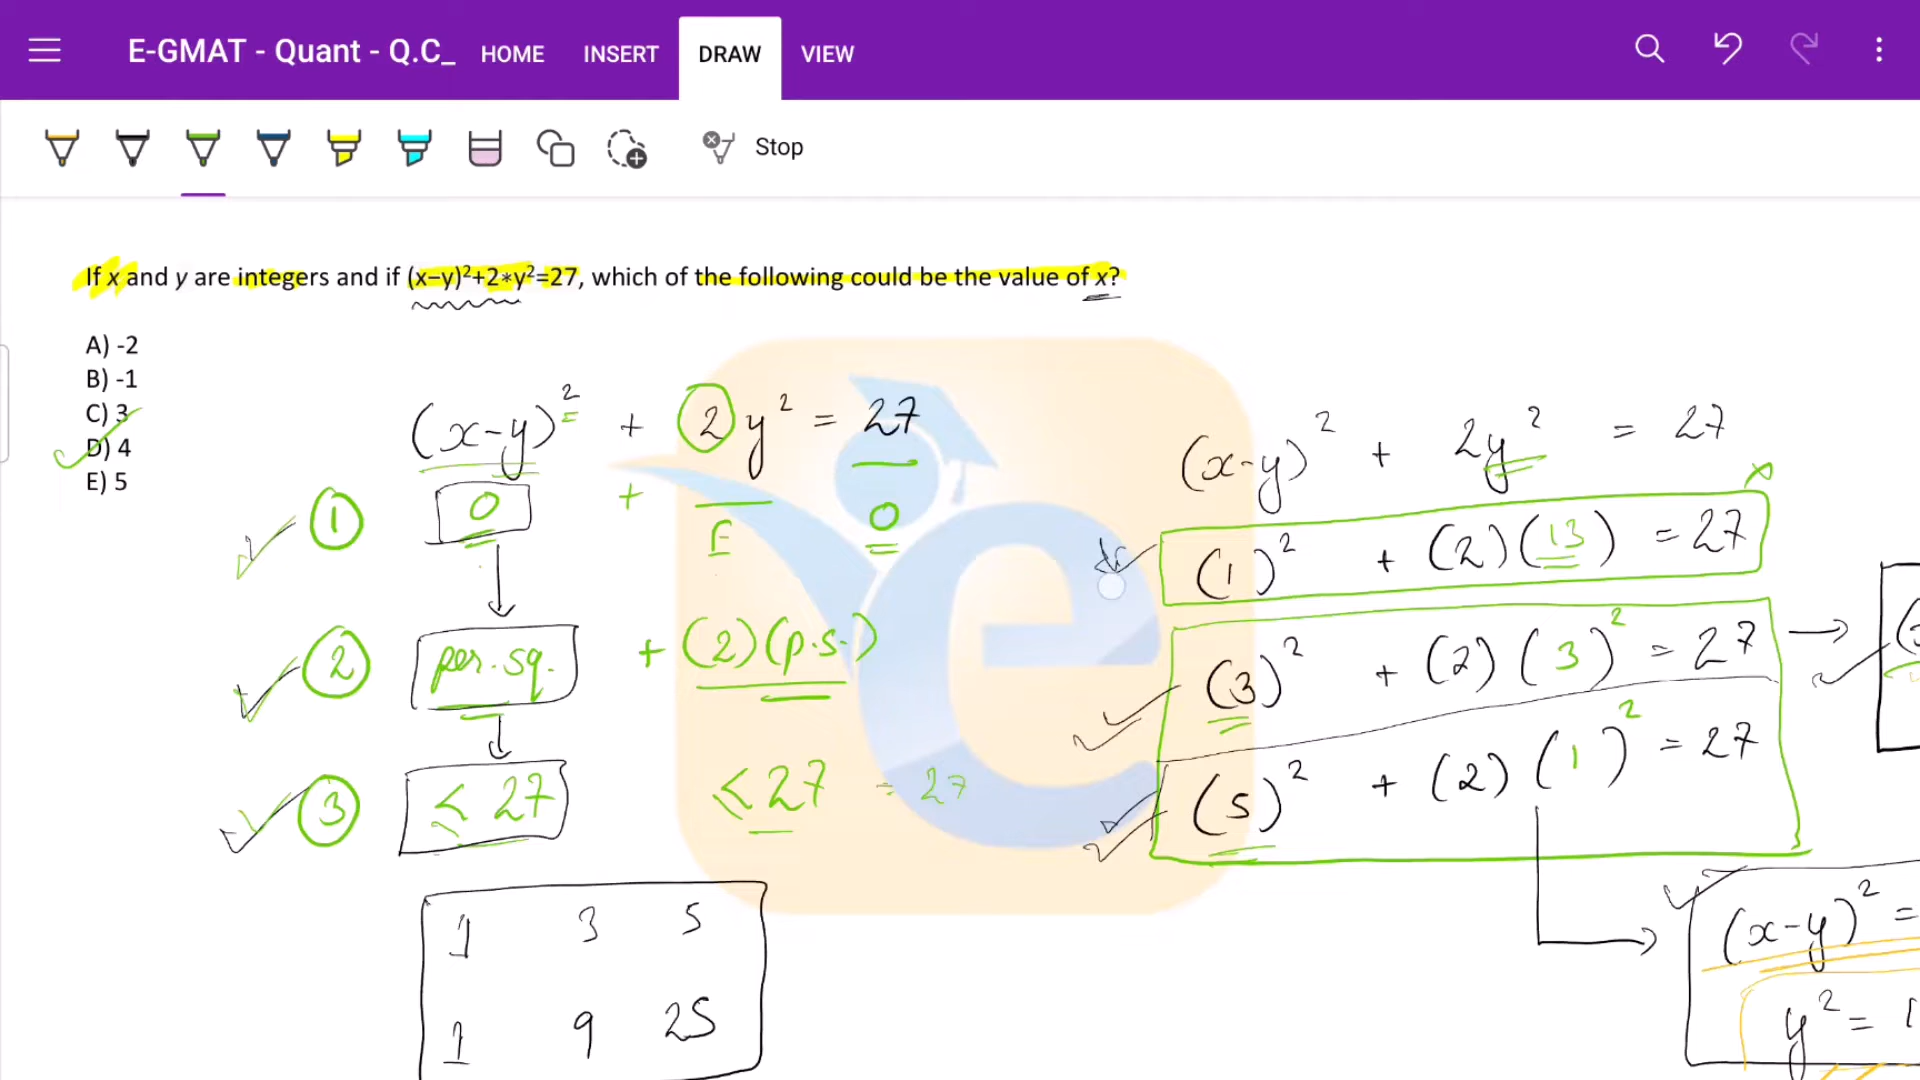 E-GMAT - Quant - Q.C_ HOME INSERT DRAW VIEW
Stop
If x and y are integers and if (x–y)²+2*y²=27, which of the following could be the value of x?
A) -2
B) -1
C) 3
D) 4
E) 5
(x-y)² + 2y² = 27
① O + E O
② per. sq. + (2)(p.s.)
③ ≤ 27 ≤ 27 = 27
1 3 5
1 9 25
(x-y)² + 2y² = 27
(1)² + (2)(13) = 27 x
(3)² + (2)(3)² = 27
(5)² + (2)(1)² = 27
(x-y)² =
y² = 1